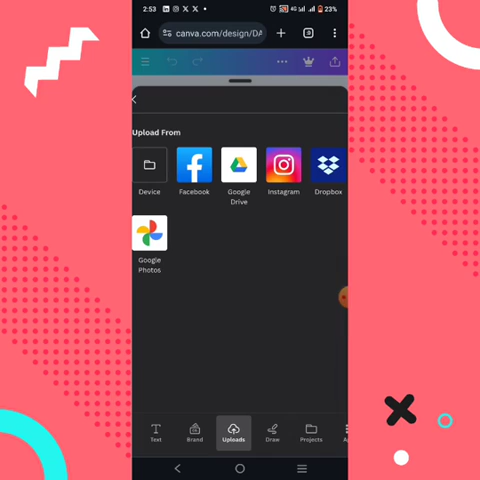 2:53
4G
23%
canva.com/design/DA
Upload From
Device
Facebook
Google
Drive
Instagram
Dropbox
Google
Photos
Text
Brand
Uploads
Draw
Projects